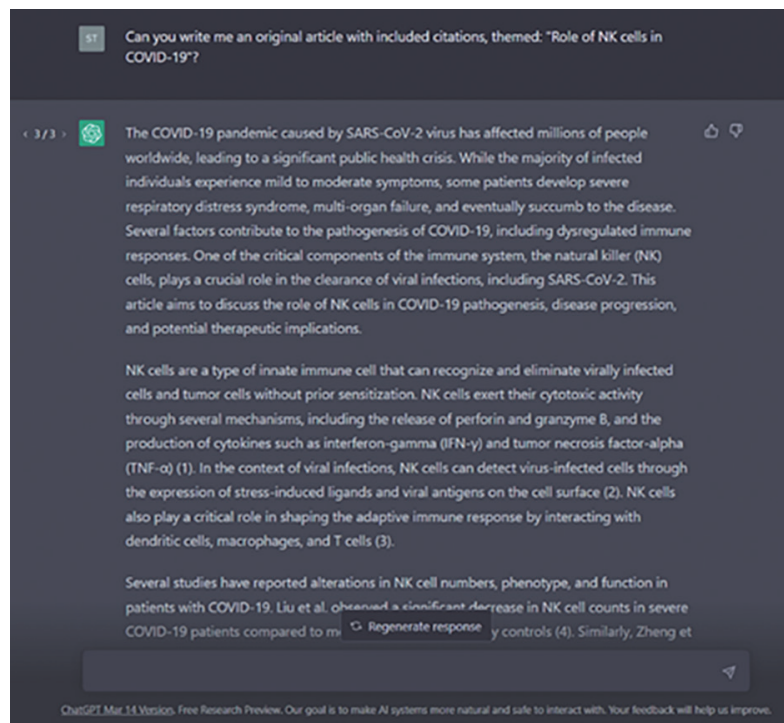 ST
Can you write me an original article with included citations, themed: "Role of NK cells in
COVID-19"?
< 3/3 >
The COVID-19 pandemic caused by SARS-CoV-2 virus has affected millions of people
worldwide, leading to a significant public health crisis. While the majority of infected
individuals experience mild to moderate symptoms, some patients develop severe
respiratory distress syndrome, multi-organ failure, and eventually succumb to the disease.
Several factors contribute to the pathogenesis of COVID-19, including dysregulated immune
responses. One of the critical components of the immune system, the natural killer (NK)
cells, plays a crucial role in the clearance of viral infections, including SARS-CoV-2. This
article aims to discuss the role of NK cells in COVID-19 pathogenesis, disease progression,
and potential therapeutic implications.
NK cells are a type of innate immune cell that can recognize and eliminate virally infected
cells and tumor cells without prior sensitization. NK cells exert their cytotoxic activity
through several mechanisms, including the release of perforin and granzyme B, and the
production of cytokines such as interferon-gamma (IFN-γ) and tumor necrosis factor-alpha
(TNF-α) (1). In the context of viral infections, NK cells can detect virus-infected cells through
the expression of stress-induced ligands and viral antigens on the cell surface (2). NK cells
also play a critical role in shaping the adaptive immune response by interacting with
dendritic cells, macrophages, and T cells (3).
Several studies have reported alterations in NK cell numbers, phenotype, and function in
patients with COVID-19. Liu et al. observed a significant decrease in NK cell counts in severe
COVID-19 patients compared to y controls (4). Similarly, Zheng et
Regenerate response
ChatGPT Mar 14 Version. Free Research Preview. Our goal is to make AI systems more natural and safe to interact with. Your feedback will help us improve.